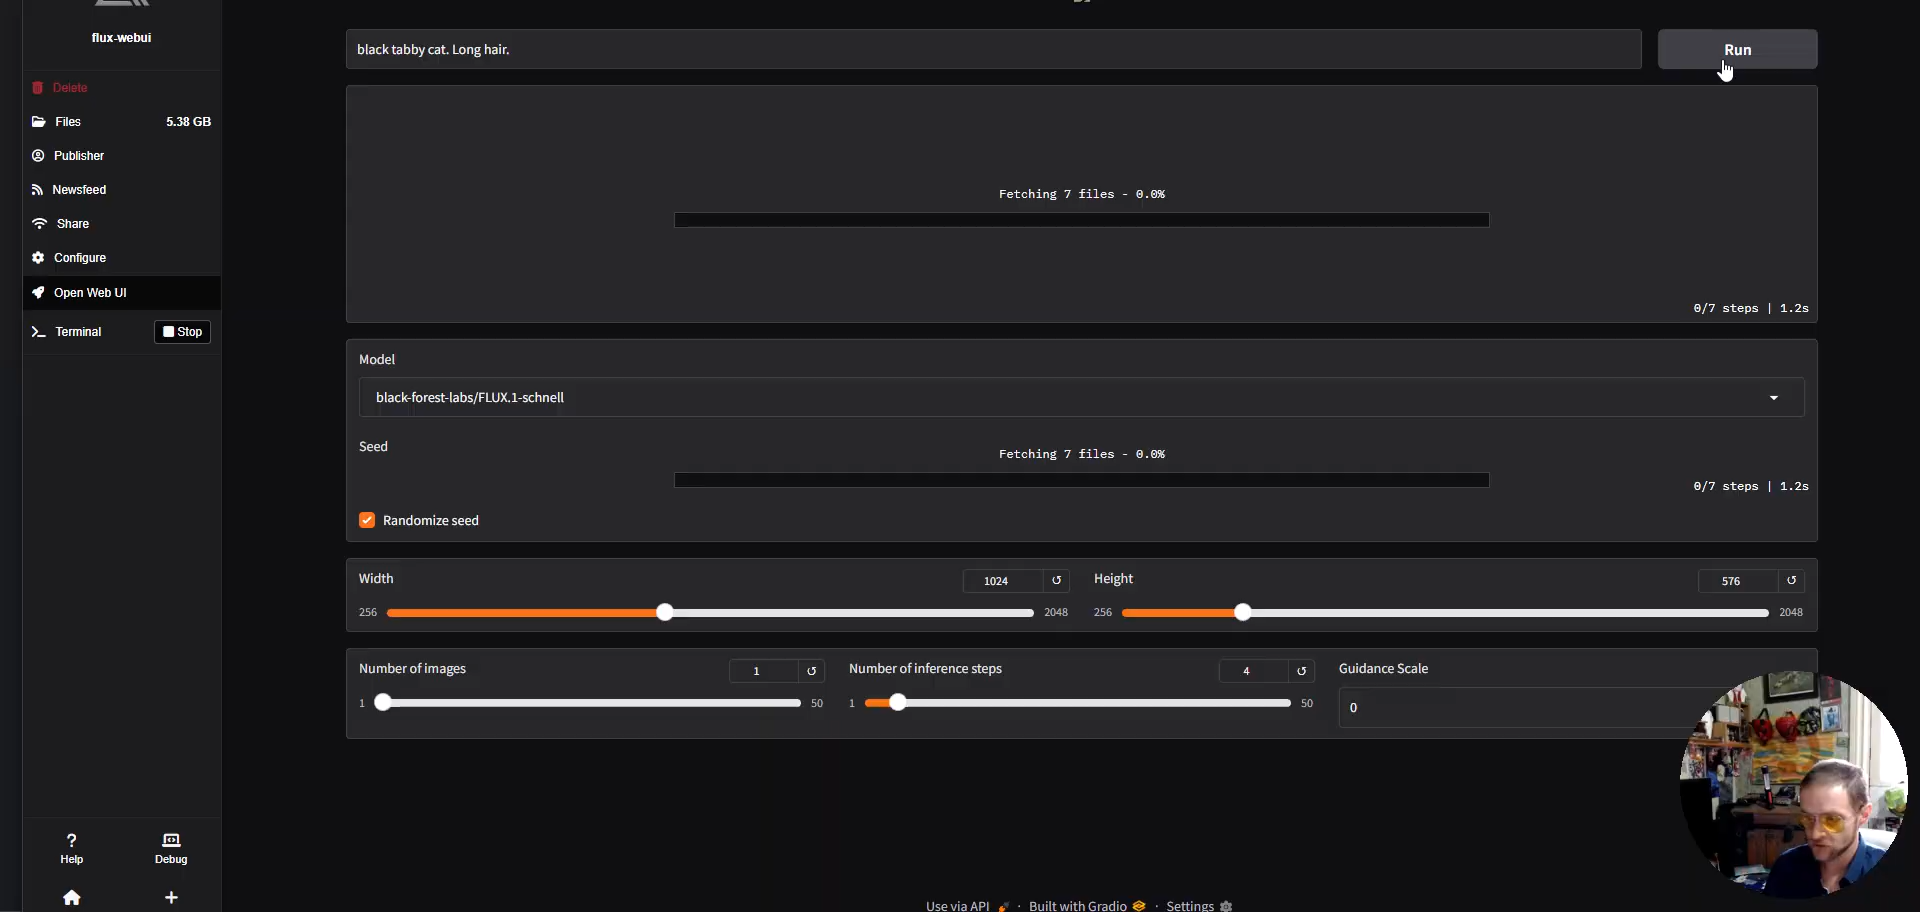 flux-webui
Delete
Files 5.38 GB
Publisher
Newsfeed
Share
Configure
Open Web UI
Terminal Stop
Help Debug
black tabby cat. Long hair. Run
Fetching 7 files - 0.0%
0/7 steps | 1.2s
Model
black-forest-labs/FLUX.1-schnell
Seed
Fetching 7 files - 0.0%
0/7 steps | 1.2s
Randomize seed
Width 1024 ↺ Height 576 ↺
256 2048 256 2048
Number of images 1 ↺ Number of inference steps 4 ↺ Guidance Scale
1 50 1 50 0
Use via API · Built with Gradio · Settings